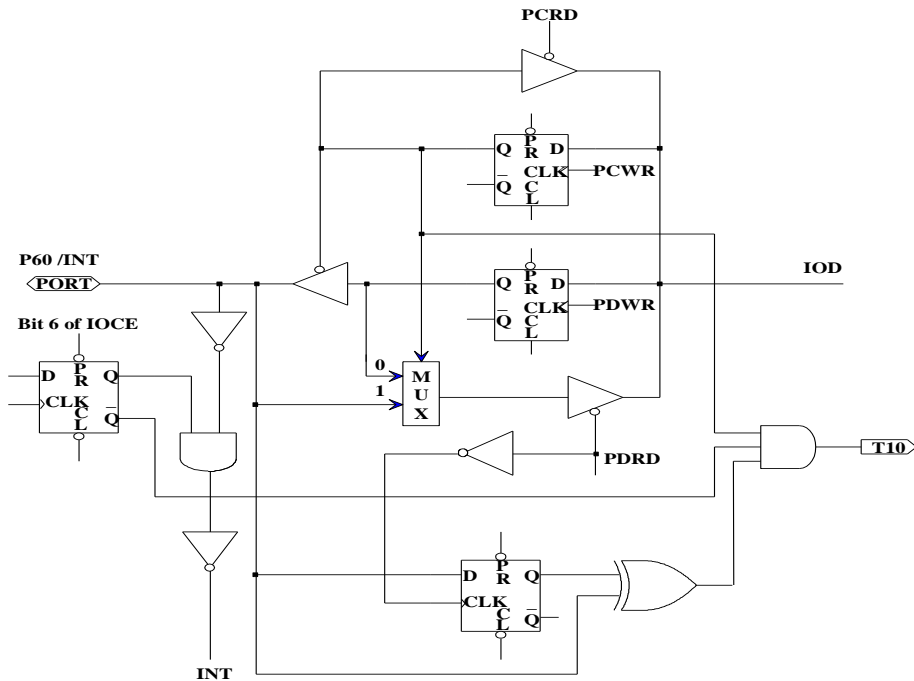 PCRD
Q P R D
CLK PCWR
Q̅ C L
P60 /INT
PORT
Q P R D
CLK PDWR
Q̅ C L
IOD
Bit 6 of IOCE
D P R Q
CLK
C L Q̅
0
1
M
U
X
PDRD
T10
D P R Q
CLK
C L Q̅
INT